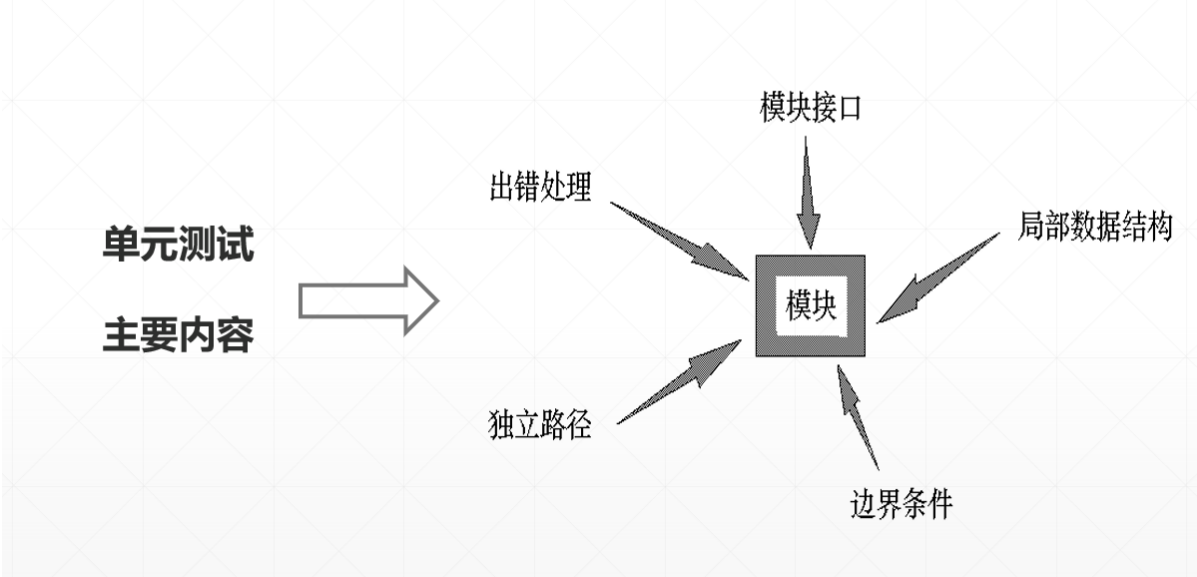 单元测试
主要内容
模块接口
出错处理
局部数据结构
模块
独立路径
边界条件